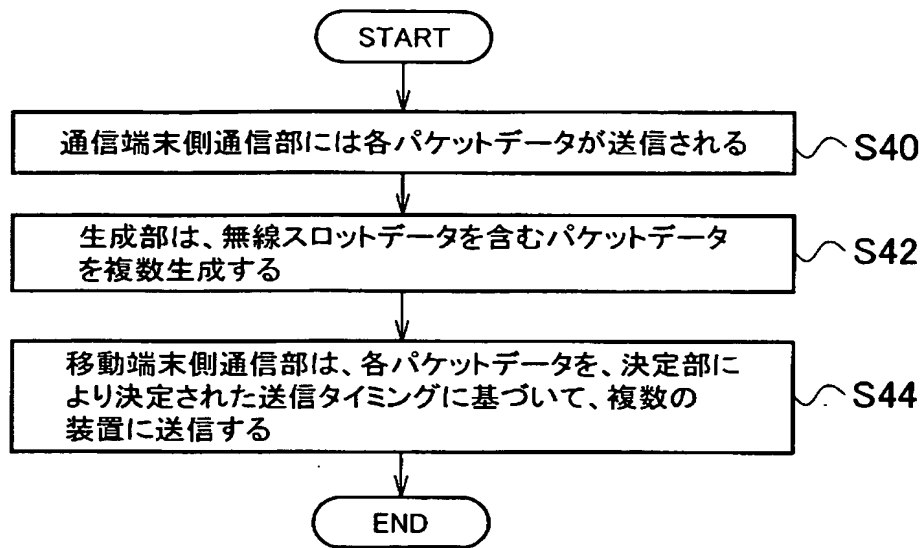 START
通信端末側通信部には各パケットデータが送信される
S40
生成部は、無線スロットデータを含むパケットデータ
を複数生成する
S42
移動端末側通信部は、各パケットデータを、決定部に
より決定された送信タイミングに基づいて、複数の
装置に送信する
S44
END